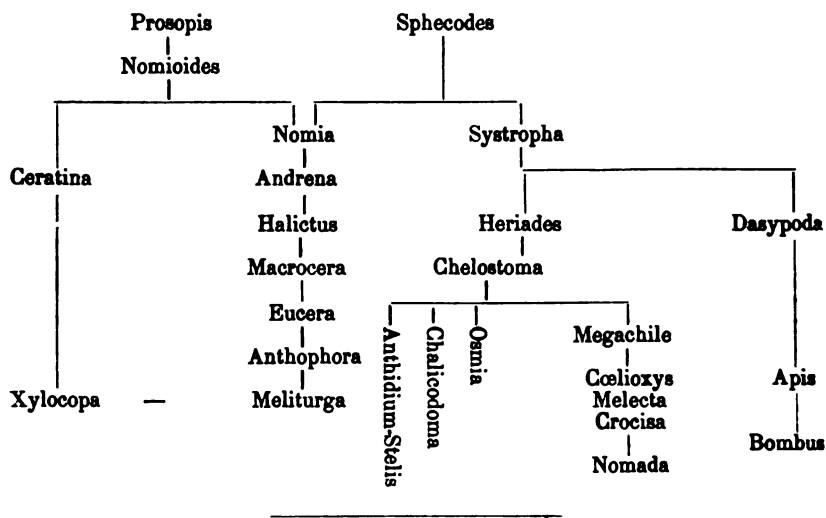 Prosopis Sphecodes
Nomioides
Nomia Systropha
Ceratina Andrena
Halictus Heriades Dasypoda
Macrocera Chelostoma
Eucera
Anthidium-Stelis
Chalicodoma
Osmia
Megachile
Anthophora
Cœlioxys Apis
Xylocopa — Meliturga Melecta
Crocisa
Bombus
Nomada